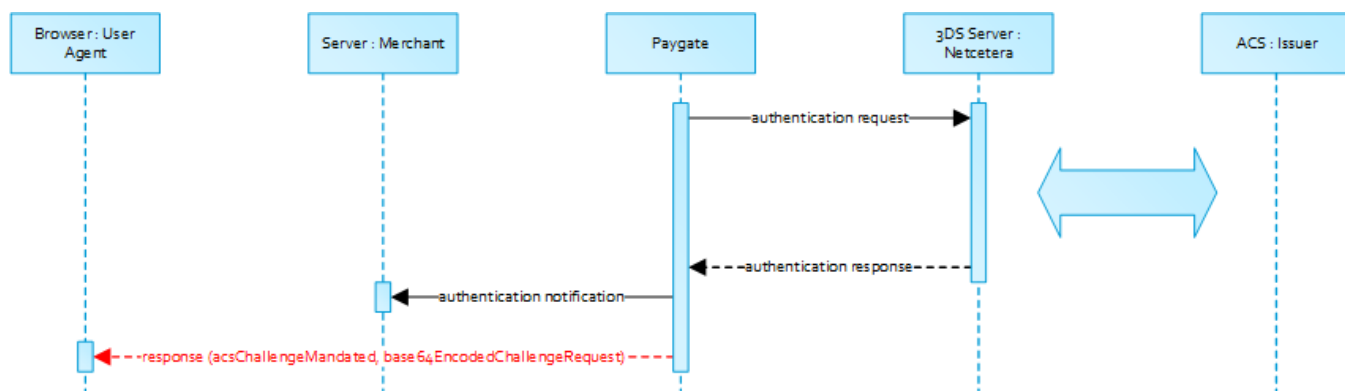 Browser : User
Agent
Server : Merchant
Paygate
3DS Server :
Netcetera
ACS : Issuer
authentication request
authentication response
authentication notification
response (acsChallengeMandated, base64EncodedChallengeRequest)